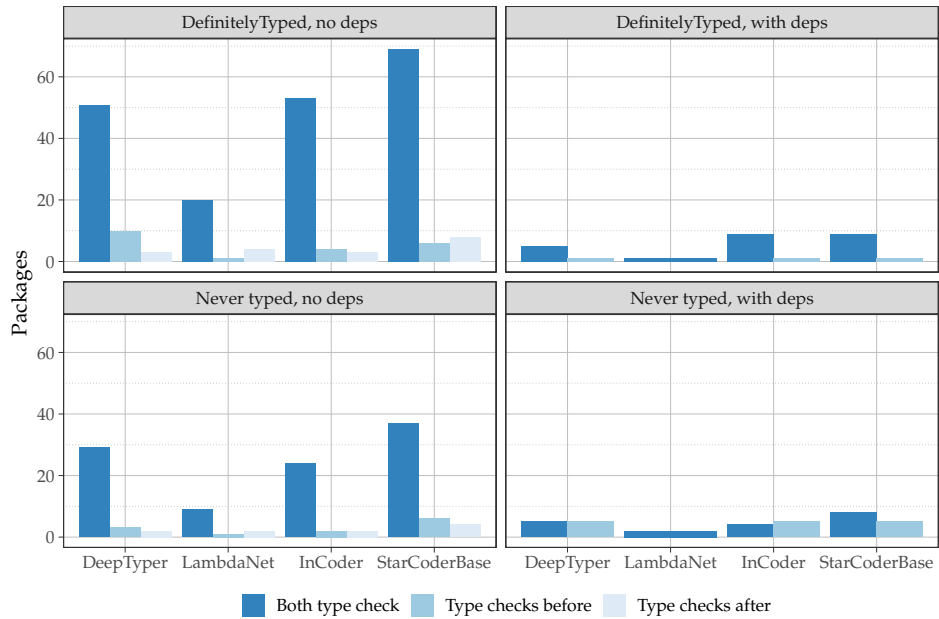 DefinitelyTyped, no deps
DefinitelyTyped, with deps
60
40
20
0
Packages
Never typed, no deps
Never typed, with deps
60
40
20
0
DeepTyper LambdaNet InCoder StarCoderBase
DeepTyper LambdaNet InCoder StarCoderBase
Both type check Type checks before Type checks after